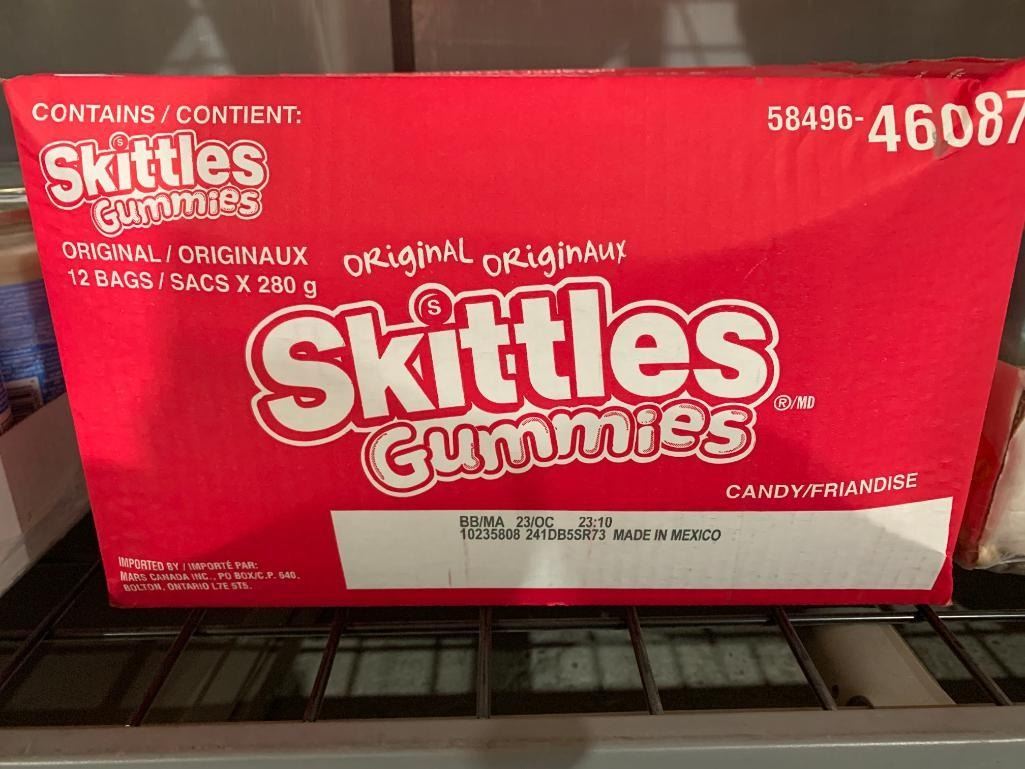 CONTAINS / CONTIENT:
Skittles
Gummies
ORIGINAL / ORIGINAUX
12 BAGS / SACS X 280 g
58496-46087
ORiginAL ORiginAUX
Skittles
Gummies
®/MD
CANDY/FRIANDISE
BB/MA 23/OC 23:10
10235808 241DB5SR73 MADE IN MEXICO
IMPORTED BY / IMPORTÉ PAR:
MARS CANADA INC., PO BOX/C.P. 640.
BOLTON, ONTARIO L7E 5T5.